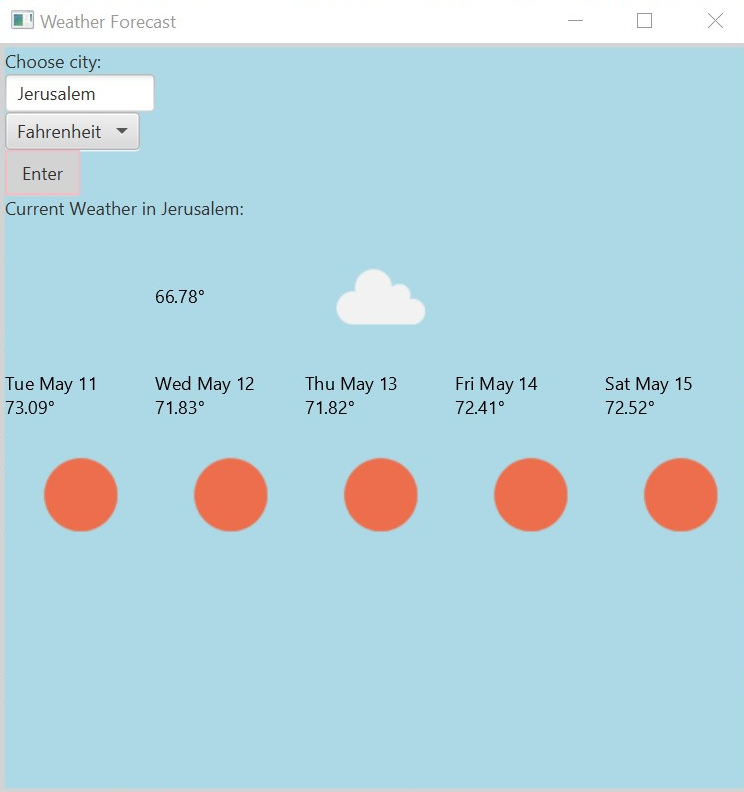 Weather Forecast
Choose city:
Jerusalem
Fahrenheit
Enter
Current Weather in Jerusalem:
66.78°
Tue May 11 Wed May 12 Thu May 13 Fri May 14 Sat May 15
73.09° 71.83° 71.82° 72.41° 72.52°